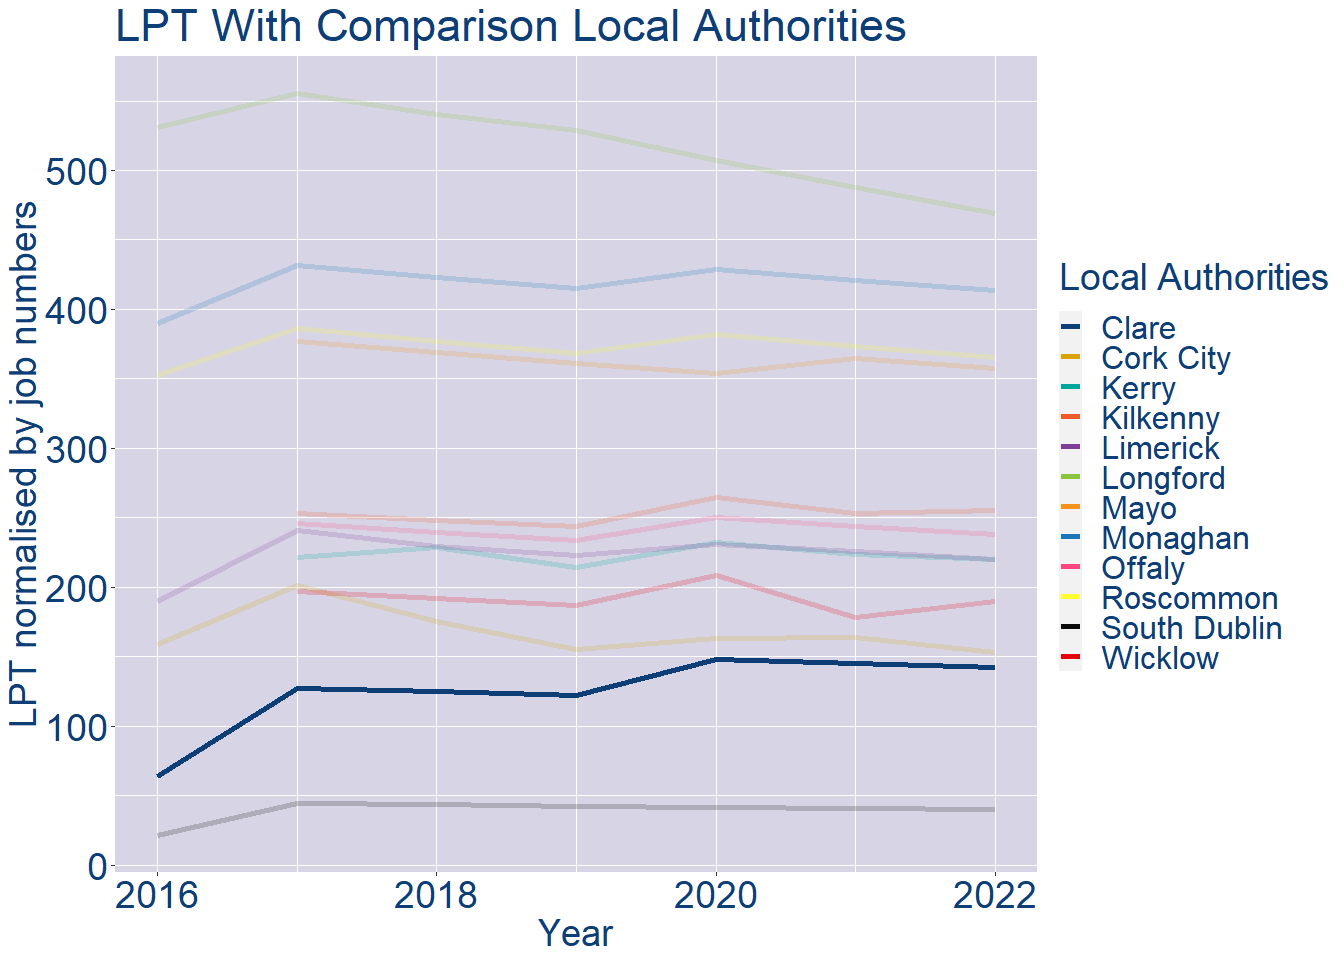 LPT With Comparison Local Authorities
LPT normalised by job numbers
500
400
300
200
100
0
2016 2018 2020 2022
Year
Local Authorities
Clare
Cork City
Kerry
Kilkenny
Limerick
Longford
Mayo
Monaghan
Offaly
Roscommon
South Dublin
Wicklow